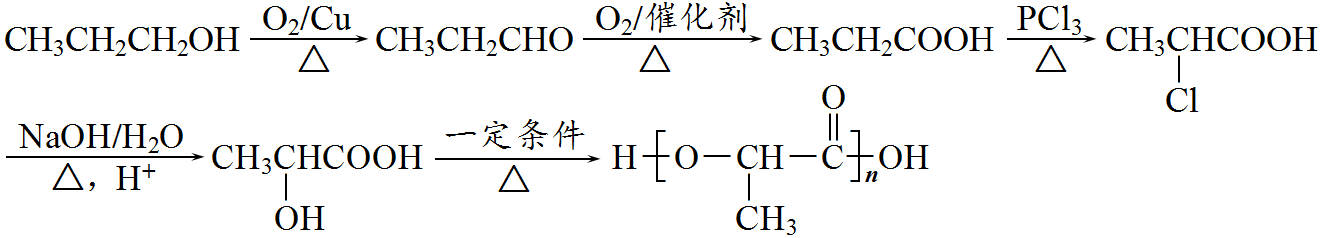 CH3CH2CH2OH O2/Cu △ CH3CH2CHO O2/催化剂 △ CH3CH2COOH PCl3 △ CH3CHCOOH
Cl
NaOH/H2O △，H+ CH3CHCOOH 一定条件 △ H[O—CH—C]nOH
O
OH CH3